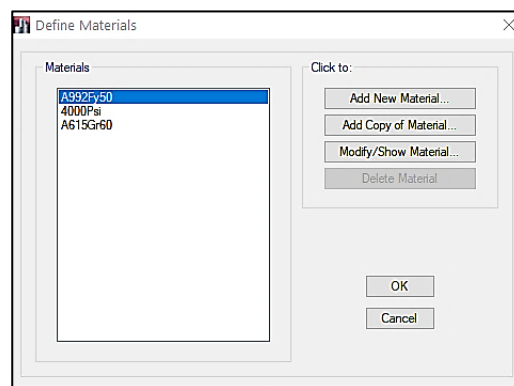 Define Materials
Materials
A992Fy50
4000Psi
A615Gr60
Click to:
Add New Material...
Add Copy of Material...
Modify/Show Material...
Delete Material
OK
Cancel